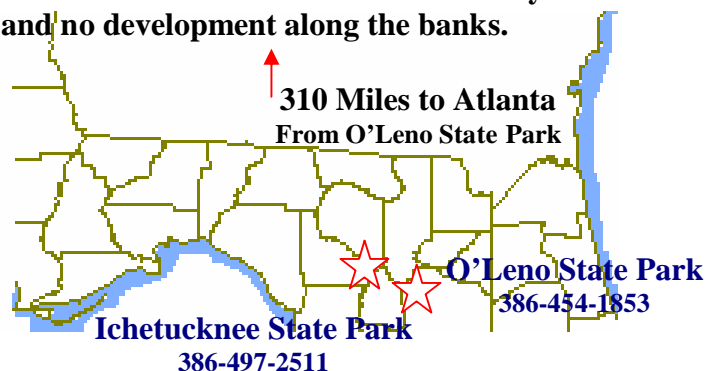 and no development along the banks.
310 Miles to Atlanta
From O'Leno State Park
O'Leno State Park
386-454-1853
Ichetucknee State Park
386-497-2511